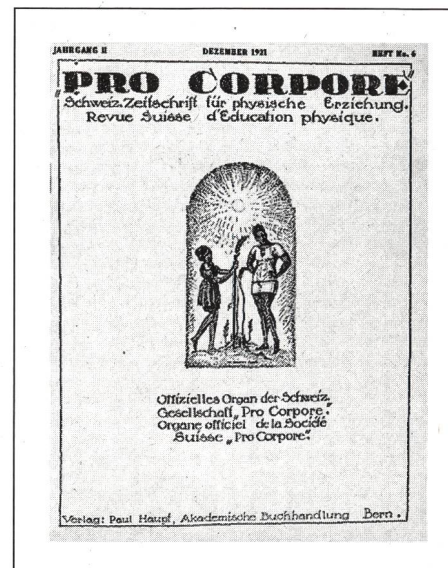 JAHRGANG II DEZEMBER 1921 HEFT No. 6
"PRO CORPORE"
Schweiz. Zeitschrift für physische Erziehung.
Revue Suisse d'Education physique.
Offizielles Organ der Schweiz.
Gesellschaft „Pro Corpore".
Organe officiel de la Société
Suisse „Pro Corpore".
Verlag: Paul Haupt, Akademische Buchhandlung Bern.